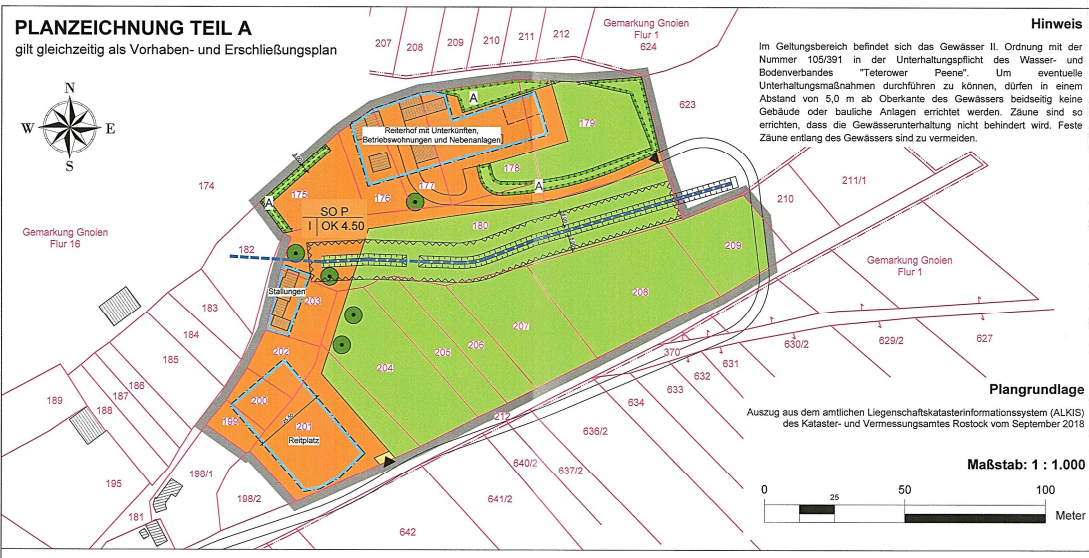 PLANZEICHNUNG TEIL A
gilt gleichzeitig als Vorhaben- und Erschließungsplan
N
W
E
S
207
208
209
210
211
212
Gemarkung Gnoien
Flur 1
624
Hinweis
Im Geltungsbereich befindet sich das Gewässer II. Ordnung mit der
Nummer 105/391 in der Unterhaltungspflicht des Wasser- und
Bodenverbandes "Teterower Peene". Um eventuelle
Unterhaltungsmaßnahmen durchführen zu können, dürfen in einem
Abstand von 5,0 m ab Oberkante des Gewässers beidseitig keine
Gebäude oder bauliche Anlagen errichtet werden. Zäune sind so
errichten, dass die Gewässerunterhaltung nicht behindert wird. Feste
Zäune entlang des Gewässers sind zu vermeiden.
623
A
179
Reiterhof mit Unterkünften,
Betriebswohnungen und Nebenanlagen
178
177
176
A
174
175
A
SO P
I OK 4.50
180
211/1
210
209
Gemarkung Gnoien
Flur 16
182
Gemarkung Gnoien
Flur 1
Stallungen
203
208
183
184
185
207
206
205
204
202
186
187
188
189
200
199
201
Reitplatz
25,50
370
630/2
629/2
627
631
632
633
634
212
636/2
637/2
640/2
641/2
642
195
198/1
198/2
181
Plangrundlage
Auszug aus dem amtlichen Liegenschaftskatasterinformationssystem (ALKIS)
des Kataster- und Vermessungsamtes Rostock vom September 2018
Maßstab: 1 : 1.000
0
25
50
100
Meter